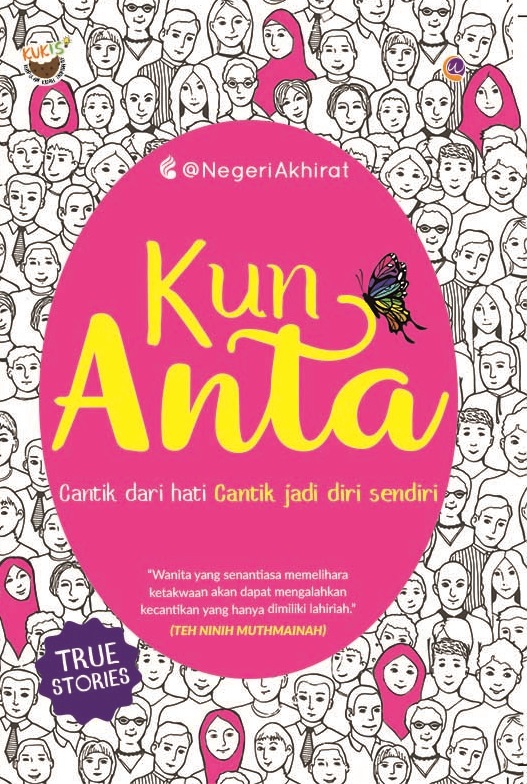 KUKIS
@NegeriAkhirat
Kun
Anta
Cantik dari hati Cantik jadi diri sendiri
"Wanita yang senantiasa memelihara
ketakwaan akan dapat mengalahkan
kecantikan yang hanya dimiliki lahiriah."
(TEH NINIH MUTHMAINAH)
TRUE
STORIES